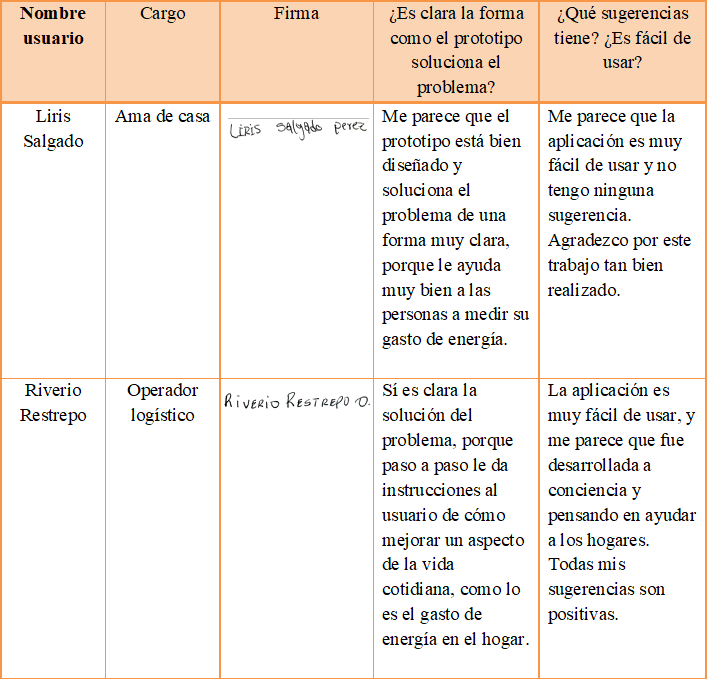 Nombre
usuario
Cargo
Firma
¿Es clara la forma
como el prototipo
soluciona el
problema?
¿Qué sugerencias
tiene? ¿Es fácil de
usar?
Liris
Salgado
Ama de casa
Liris Salgado perez
Me parece que el
prototipo está bien
diseñado y
soluciona el
problema de una
forma muy clara,
porque le ayuda
muy bien a las
personas a medir su
gasto de energía.
Me parece que la
aplicación es muy
fácil de usar y no
tengo ninguna
sugerencia.
Agradezco por este
trabajo tan bien
realizado.
Riverio
Restrepo
Operador
logístico
RIVERIO RESTREPO O.
Sí es clara la
solución del
problema, porque
paso a paso le da
instrucciones al
usuario de cómo
mejorar un aspecto
de la vida
cotidiana, como lo
es el gasto de
energía en el hogar.
La aplicación es
muy fácil de usar, y
me parece que fue
desarrollada a
conciencia y
pensando en ayudar
a los hogares.
Todas mis
sugerencias son
positivas.